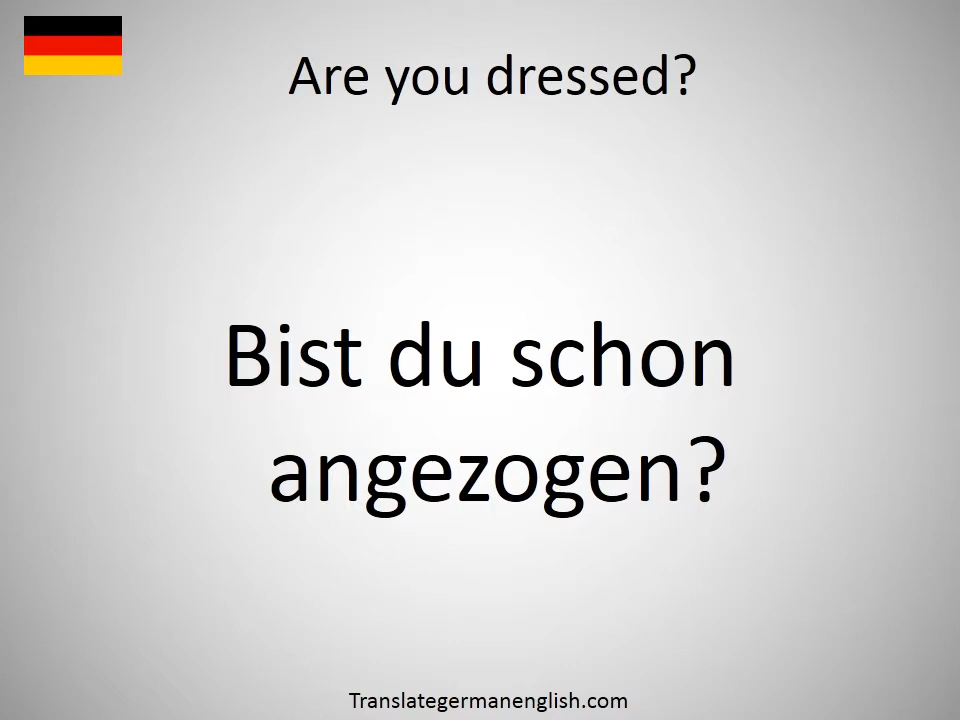 Are you dressed?
Bist du schon
angezogen?
Translategermanenglish.com